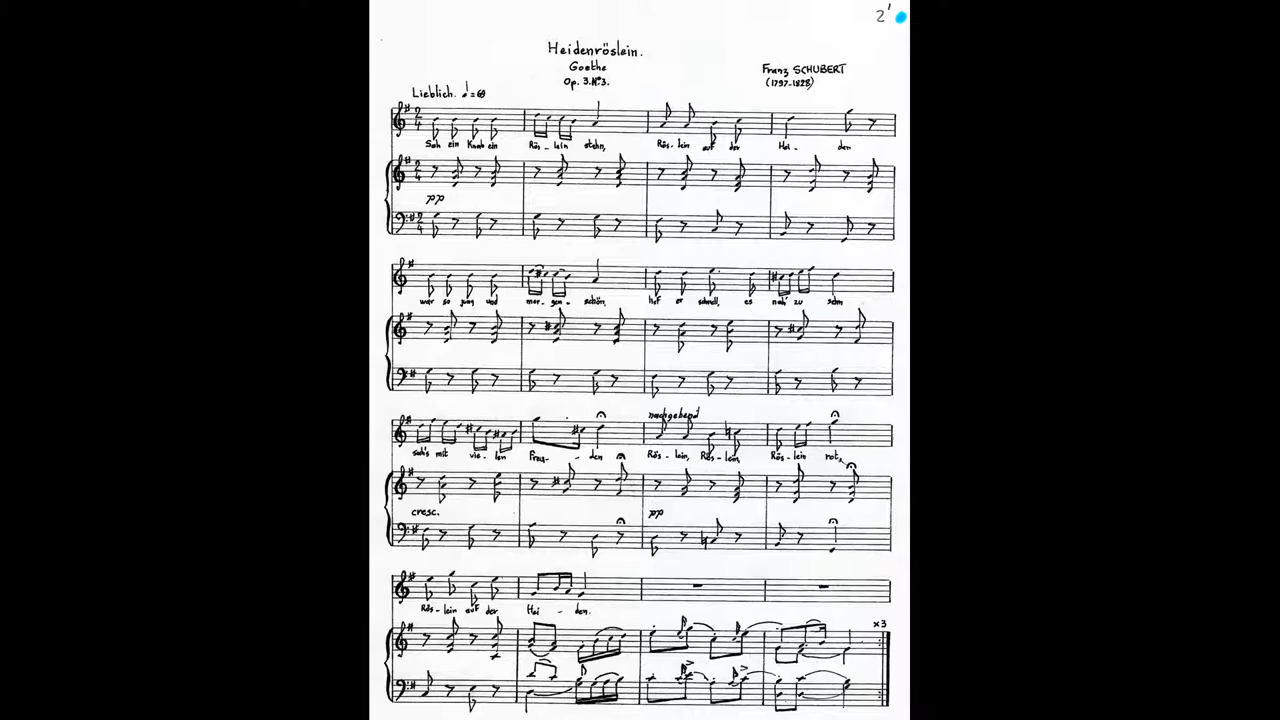 2'
Heidenröslein.
Goethe
Op. 3.Nº3.
Franz SCHUBERT
(1797-1828)
Lieblich. ♩=69
Sah ein Knab ein Rös-lein stehn, Rös-lein auf der Hei-den
pp
war so jung und mor-gen-schön, lief er schnell, es nah' zu sehn
nachgebend
sah's mit vie-len Freu-den Rös-lein, Rös-lein, Rös-lein rot,
cresc. pp
Rös-lein auf der Hei-den.
x3